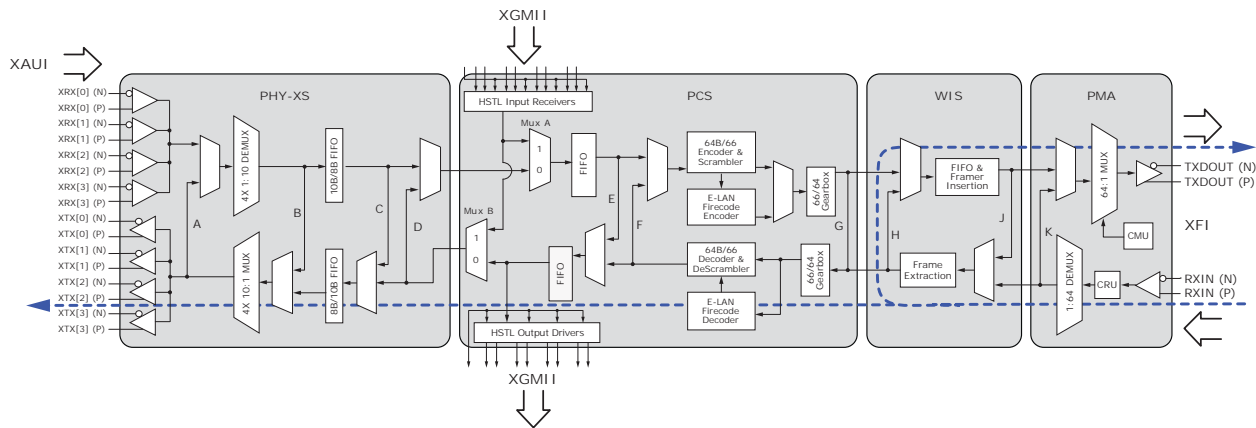 XGMII
XAUI
PHY-XS
PCS
WIS
PMA
XRX[0] (N)
XRX[0] (P)
XRX[1] (N)
XRX[1] (P)
XRX[2] (N)
XRX[2] (P)
XRX[3] (N)
XRX[3] (P)
XTX[0] (N)
XTX[0] (P)
XTX[1] (N)
XTX[1] (P)
XTX[2] (N)
XTX[2] (P)
XTX[3] (N)
XTX[3] (P)
A
4X 1:10 DEMUX
4X 10:1 MUX
B
10B/8B FIFO
8B/10B FIFO
C
D
HSTL Input Receivers
Mux A
1
0
Mux B
1
0
FIFO
FIFO
E
F
HSTL Output Drivers
64B/66
Encoder &
Scrambler
E-LAN
Firecode
Encoder
64B/66
Decoder &
DeScrambler
E-LAN
Firecode
Decoder
66/64
Gearbox
66/64
Gearbox
G
H
FIFO &
Framer
Insertion
Frame
Extraction
J
K
64:1 MUX
1:64 DEMUX
CMU
CRU
TXDOUT (N)
TXDOUT (P)
XFI
RXIN (N)
RXIN (P)
XGMII